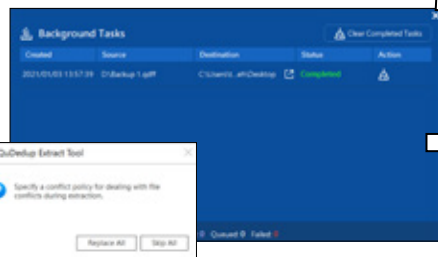 Background Tasks
Clear Completed Tasks
Created Source Destination Status Action
2021/01/03 13:57:39 D:\Backup 1.qdff Completed
QuDedup Extract Tool
Specify a conflict policy for dealing with file
conflicts during extraction.
Replace All Skip All
0 Queued 0 Failed